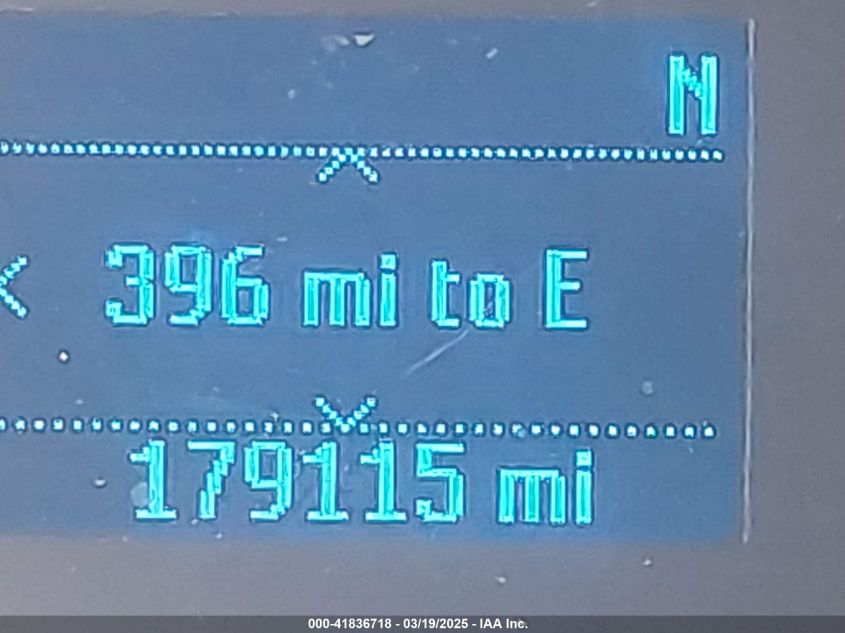 N
< 396 mi to E
179115 mi
000-41836718 - 03/19/2025 - IAA Inc.